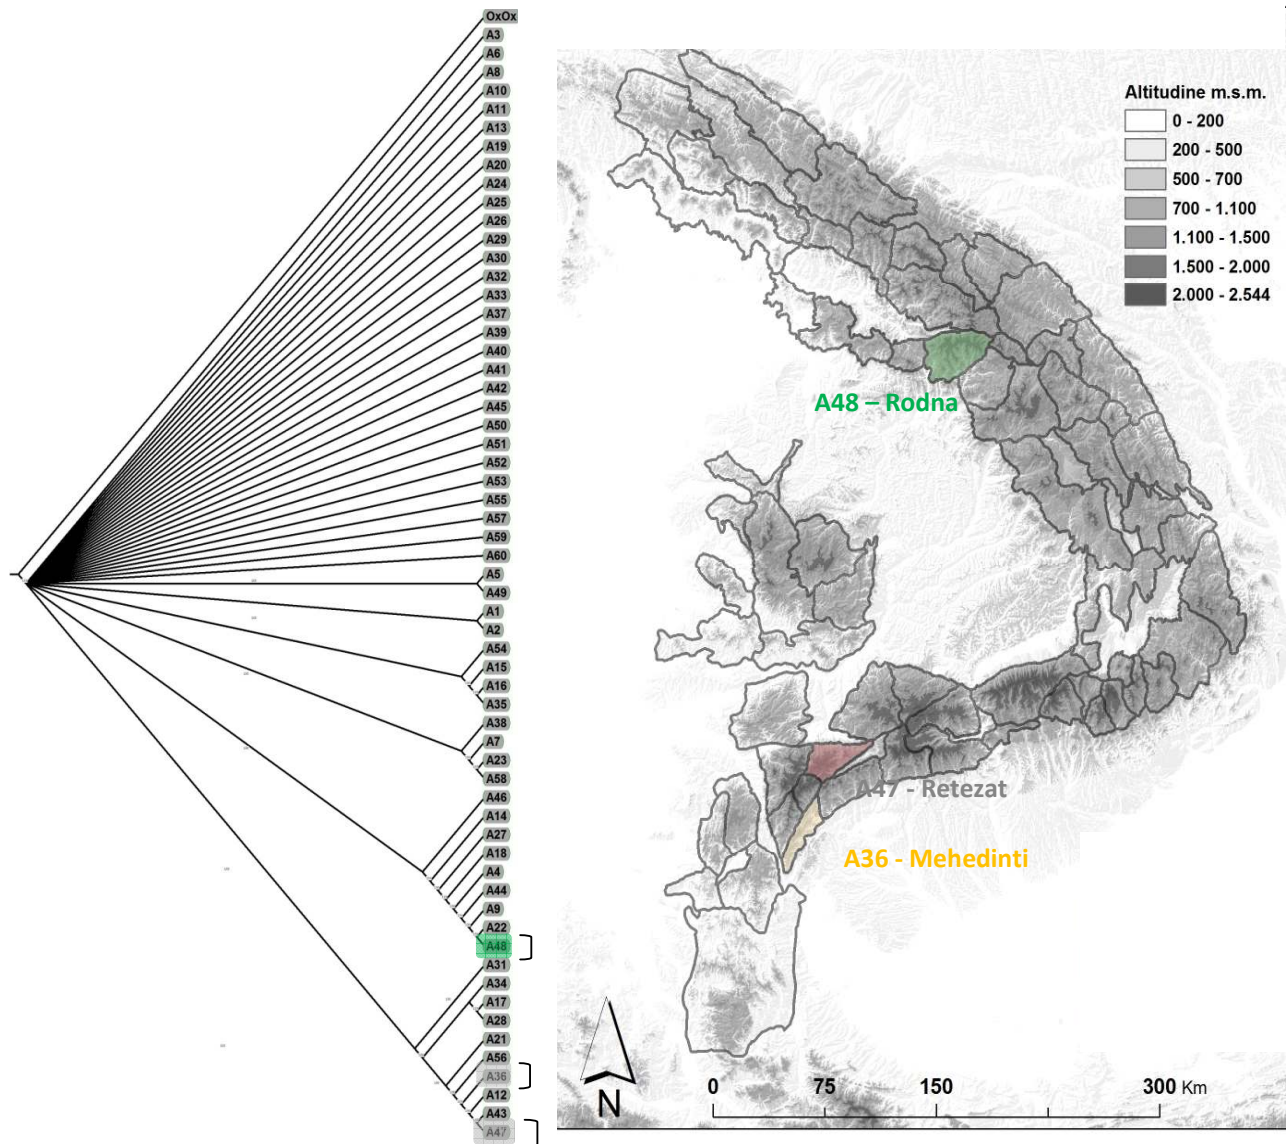 OxOx
A3
A6
A8
A10
A11
A13
A19
A20
A24
A25
A26
A29
A30
A32
A33
A37
A39
A40
A41
A42
A45
A50
A51
A52
A53
A55
A57
A59
A60
A5
A49
A1
A2
A54
A15
A16
A35
A38
A7
A23
A58
A46
A14
A27
A18
A4
A44
A9
A22
A48
A31
A34
A17
A28
A21
A56
A36
A12
A43
A47
Altitudine m.s.m.
0 - 200
200 - 500
500 - 700
700 - 1.100
1.100 - 1.500
1.500 - 2.000
2.000 - 2.544
A48 – Rodna
A47 - Retezat
A36 - Mehedinti
N
0 75 150 300 Km